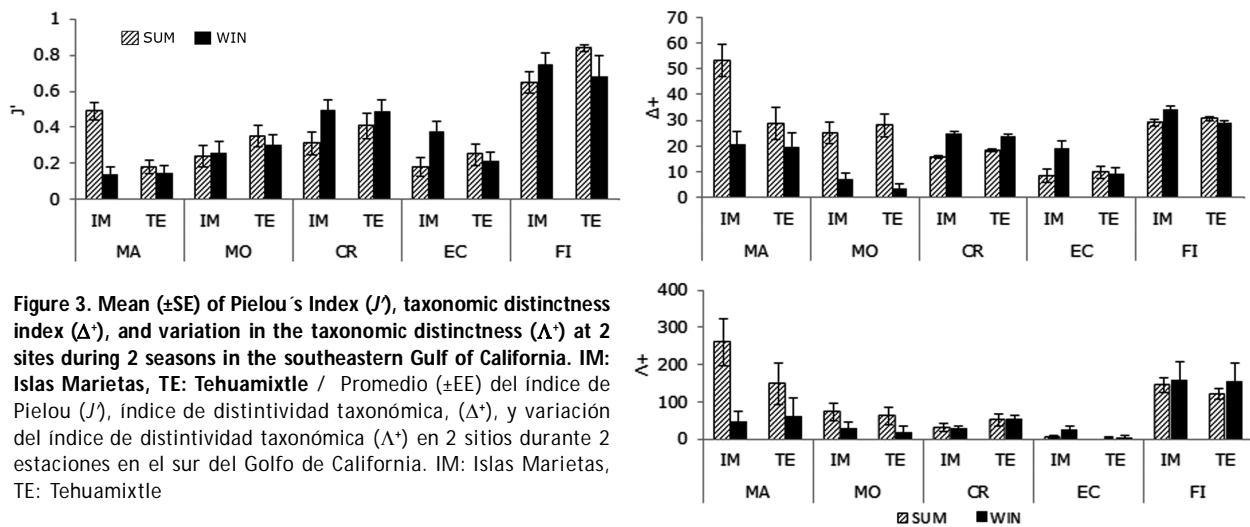 1
0.8
0.6
0.4
0.2
0
J'
SUM WIN
IM TE IM TE IM TE IM TE IM TE
MA MO CR EC FI
70
60
50
40
30
20
10
0
Δ+
IM TE IM TE IM TE IM TE IM TE
MA MO CR EC FI
Figure 3. Mean (±SE) of Pielou´s Index (J'), taxonomic distinctness
index (Δ⁺), and variation in the taxonomic distinctness (Λ⁺) at 2
sites during 2 seasons in the southeastern Gulf of California. IM:
Islas Marietas, TE: Tehuamixtle / Promedio (±EE) del índice de
Pielou (J'), índice de distintividad taxonómica, (Δ⁺), y variación
del índice de distintividad taxonómica (Λ⁺) en 2 sitios durante 2
estaciones en el sur del Golfo de California. IM: Islas Marietas,
TE: Tehuamixtle
400
300
200
100
0
Λ+
IM TE IM TE IM TE IM TE IM TE
MA MO CR EC FI
SUM WIN